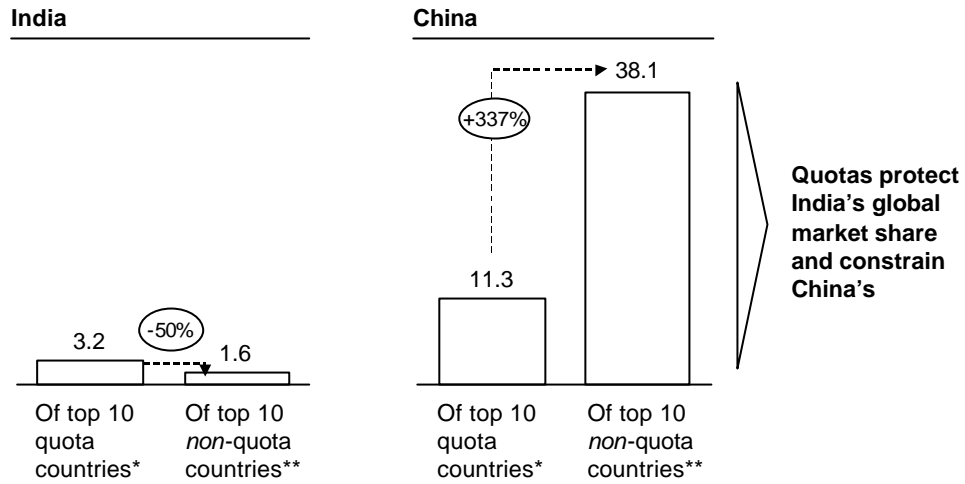 India
China
38.1
+337%
Quotas protect
India's global
market share
and constrain
China's
11.3
-50%
3.2
1.6
Of top 10
quota
countries*
Of top 10
non-quota
countries**
Of top 10
quota
countries*
Of top 10
non-quota
countries**